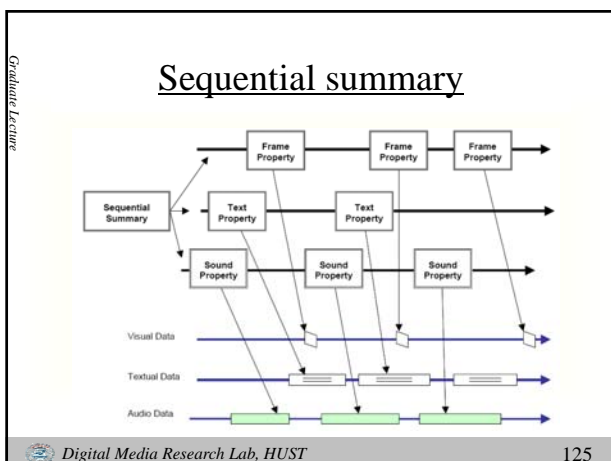 Graduate Lecture
Sequential summary
Frame
Property
Frame
Property
Frame
Property
Sequential
Summary
Text
Property
Text
Property
Sound
Property
Sound
Property
Sound
Property
Visual Data
Textual Data
Audio Data
Digital Media Research Lab, HUST
125